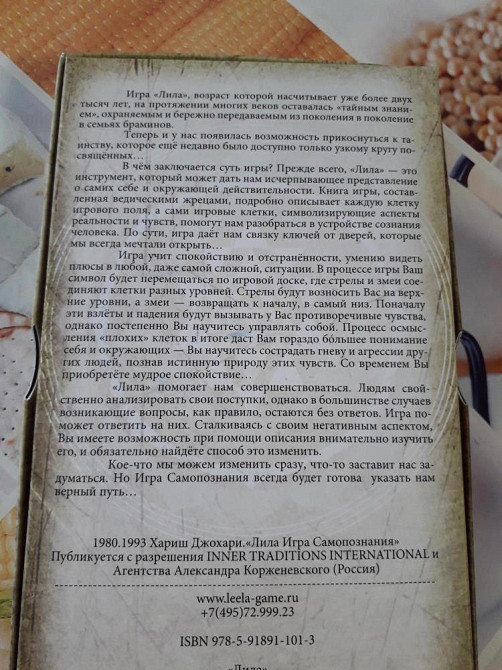 Игра «Лила», возраст которой насчитывает уже более двух
тысяч лет, на протяжении многих веков оставалась «тайным знани-
ем», охраняемым и бережно передаваемым из поколения в поколение
в семьях браминов.
Теперь и у нас появилась возможность прикоснуться к та-
инству, которое ещё недавно было доступно только узкому кругу по-
свящённых…
В чём заключается суть игры? Прежде всего, «Лила» — это
инструмент, который может дать нам исчерпывающее представление
о самих себе и окружающей действительности. Книга игры, состав-
ленная ведическими жрецами, подробно описывает каждую клетку
игрового поля, а сами игровые клетки, символизирующие аспекты
реальности и чувств, помогут нам разобраться в устройстве сознания
человека. По сути, игра даёт нам связку ключей от дверей, которые
мы всегда мечтали открыть…
Игра учит спокойствию и отстранённости, умению видеть
плюсы в любой, даже самой сложной, ситуации. В процессе игры Ваш
символ будет перемещаться по игровой доске, где стрелы и змеи сое-
диняют клетки разных уровней. Стрелы будут возносить Вас на верх-
ние уровни, а змеи — возвращать к началу, в самый низ. Поначалу
эти взлёты и падения будут вызывать у Вас противоречивые чувства,
однако постепенно Вы научитесь управлять собой. Процесс осмыс-
ления «плохих» клеток в итоге даст Вам гораздо бо́льшее понимание
себя и окружающих — Вы научитесь сострадать гневу и агрессии дру-
гих людей, познав истинную природу этих чувств. Со временем Вы
приобретёте мудрое спокойствие…
«Лила» помогает нам совершенствоваться. Людям свой-
ственно анализировать свои поступки, однако в большинстве случаев
возникающие вопросы, как правило, остаются без ответов. Игра по-
может ответить на них. Сталкиваясь с своим негативным аспектом,
Вы имеете возможность при помощи описания внимательно изучить
его, и обязательно найдёте способ это изменить.
Кое-что мы можем изменить сразу, что-то заставит нас за-
думаться. Но Игра Самопознания всегда будет готова указать нам
верный путь…
1980.1993 Хариш Джохари.«Лила Игра Самопознания»
Публикуется с разрешения INNER TRADITIONS INTERNATIONAL и
Агентства Александра Корженевского (Россия)
www.leela-game.ru
+7(495)72.999.23
ISBN 978-5-91891-101-3
«Лила»